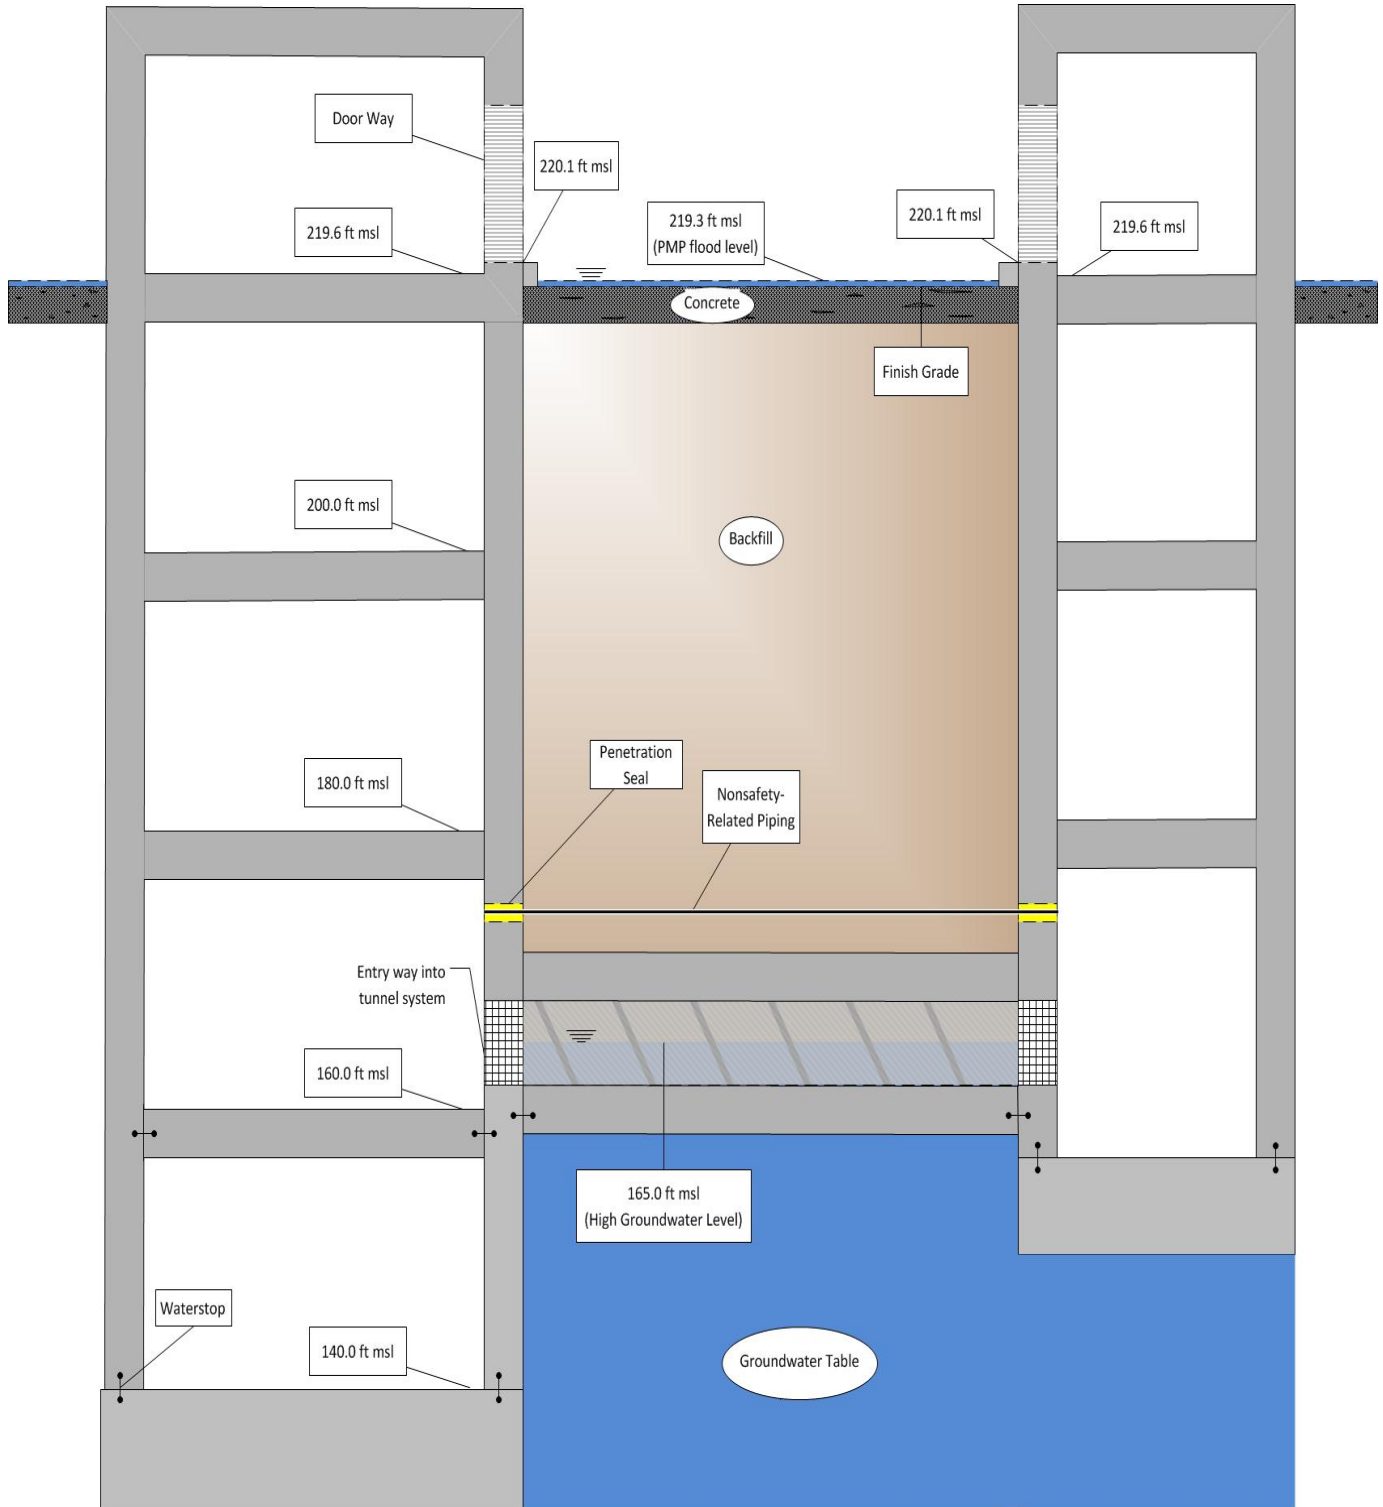 Door Way
220.1 ft msl
219.6 ft msl
219.3 ft msl
(PMP flood level)
220.1 ft msl
219.6 ft msl
Concrete
Finish Grade
200.0 ft msl
Backfill
Penetration
Seal
180.0 ft msl
Nonsafety-
Related Piping
Entry way into
tunnel system
160.0 ft msl
165.0 ft msl
(High Groundwater Level)
Waterstop
140.0 ft msl
Groundwater Table